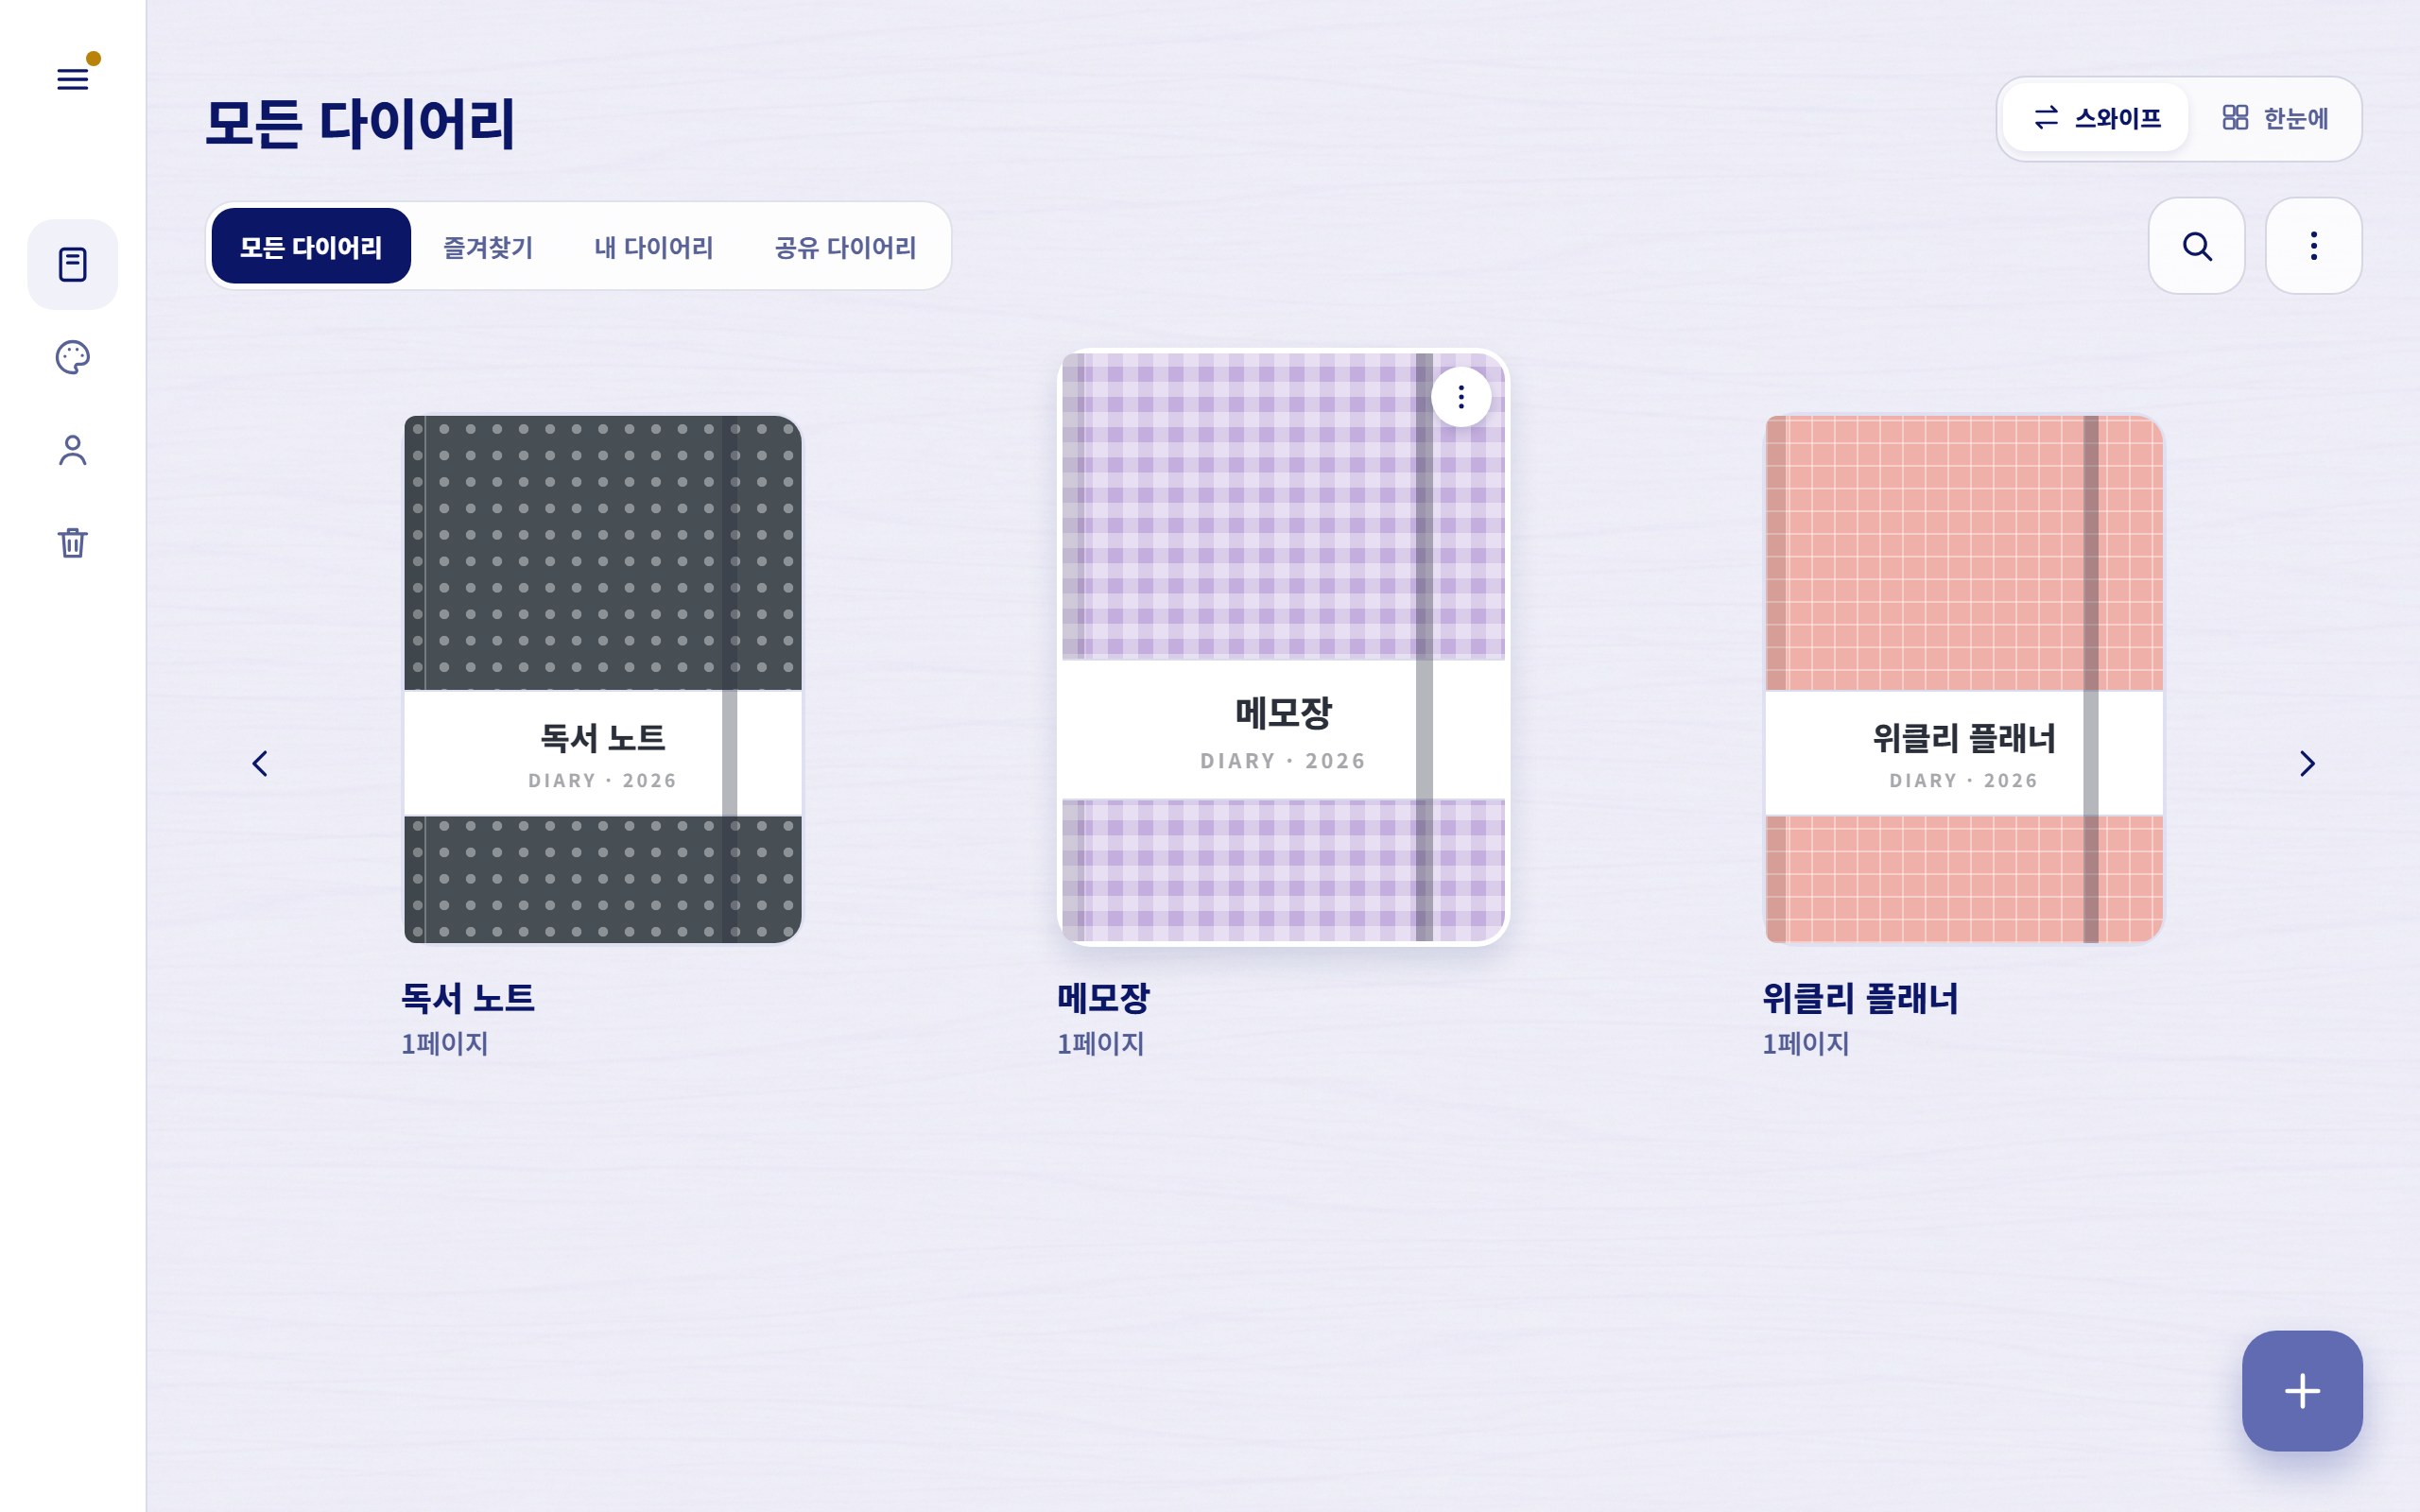 모든 다이어리
스와이프
한눈에
모든 다이어리
즐겨찾기
내 다이어리
공유 다이어리
독서 노트
DIARY · 2026
메모장
DIARY · 2026
위클리 플래너
DIARY · 2026
독서 노트
1페이지
메모장
1페이지
위클리 플래너
1페이지